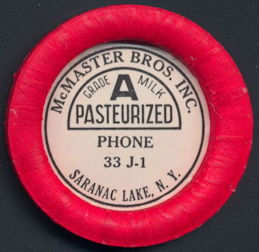 McMASTER BROS. INC.
GRADE A MILK
PASTEURIZED
PHONE
33 J-1
SARANAC LAKE, N. Y.